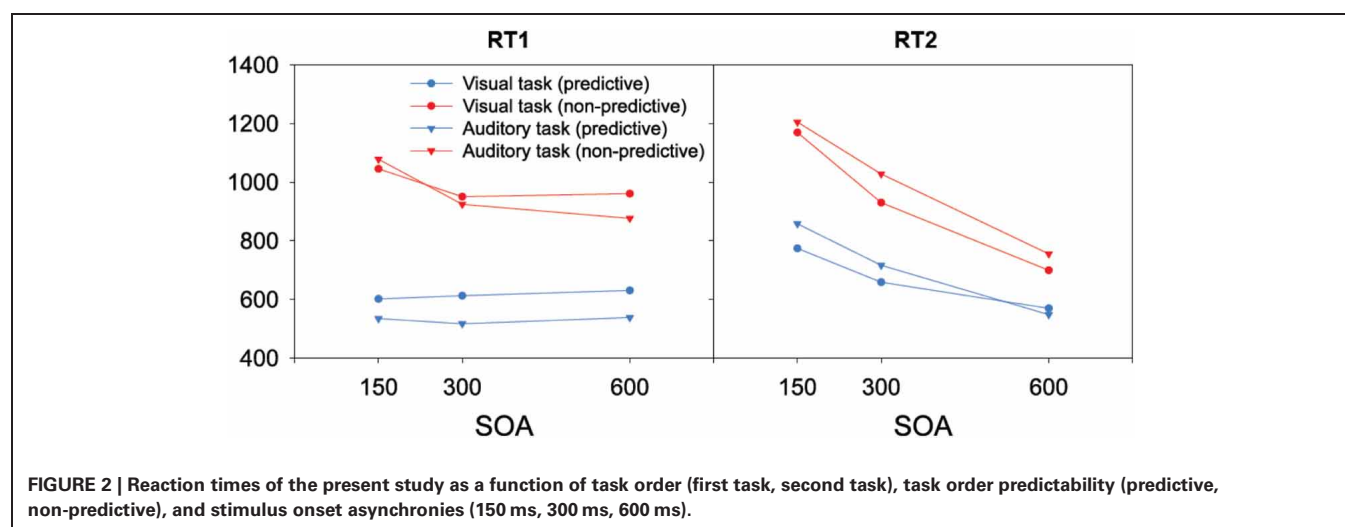 RT1
RT2
1400
1200
1000
800
600
400
Visual task (predictive)
Visual task (non-predictive)
Auditory task (predictive)
Auditory task (non-predictive)
150 300 600
150 300 600
SOA
SOA
FIGURE 2 | Reaction times of the present study as a function of task order (first task, second task), task order predictability (predictive,
non-predictive), and stimulus onset asynchronies (150 ms, 300 ms, 600 ms).